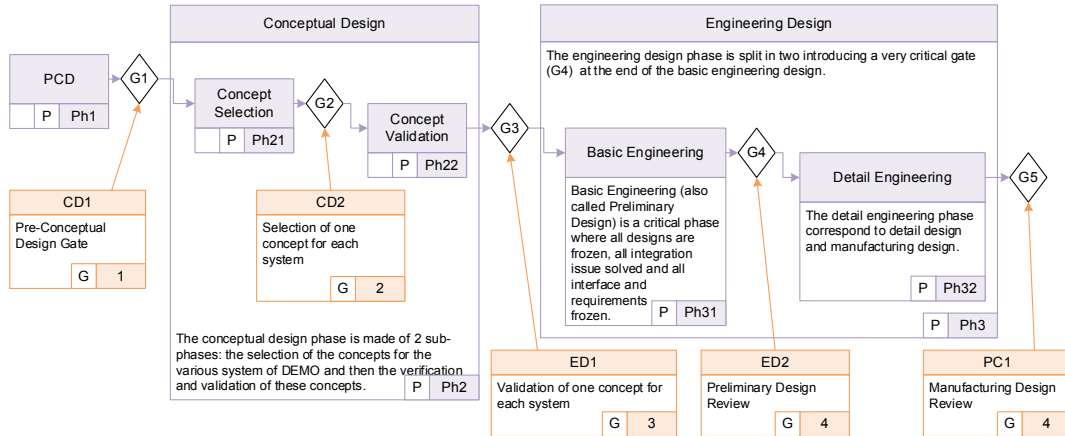 Conceptual Design
Engineering Design
The engineering design phase is split in two introducing a very critical gate
(G4) at the end of the basic engineering design.
PCD
P Ph1
G1
Concept
Selection
P Ph21
G2
Concept
Validation
P Ph22
G3
Basic Engineering
Basic Engineering (also
called Preliminary
Design) is a critical phase
where all designs are
frozen, all integration
issue solved and all
interface and
requirements
frozen.
P Ph31
G4
Detail Engineering
The detail engineering phase
correspond to detail design
and manufacturing design.
P Ph32
G5
P Ph3
CD1
Pre-Conceptual
Design Gate
G 1
CD2
Selection of one
concept for each
system
G 2
The conceptual design phase is made of 2 sub-
phases: the selection of the concepts for the
various system of DEMO and then the verification
and validation of these concepts.
P Ph2
ED1
Validation of one concept for
each system
G 3
ED2
Preliminary Design
Review
G 4
PC1
Manufacturing Design
Review
G 4